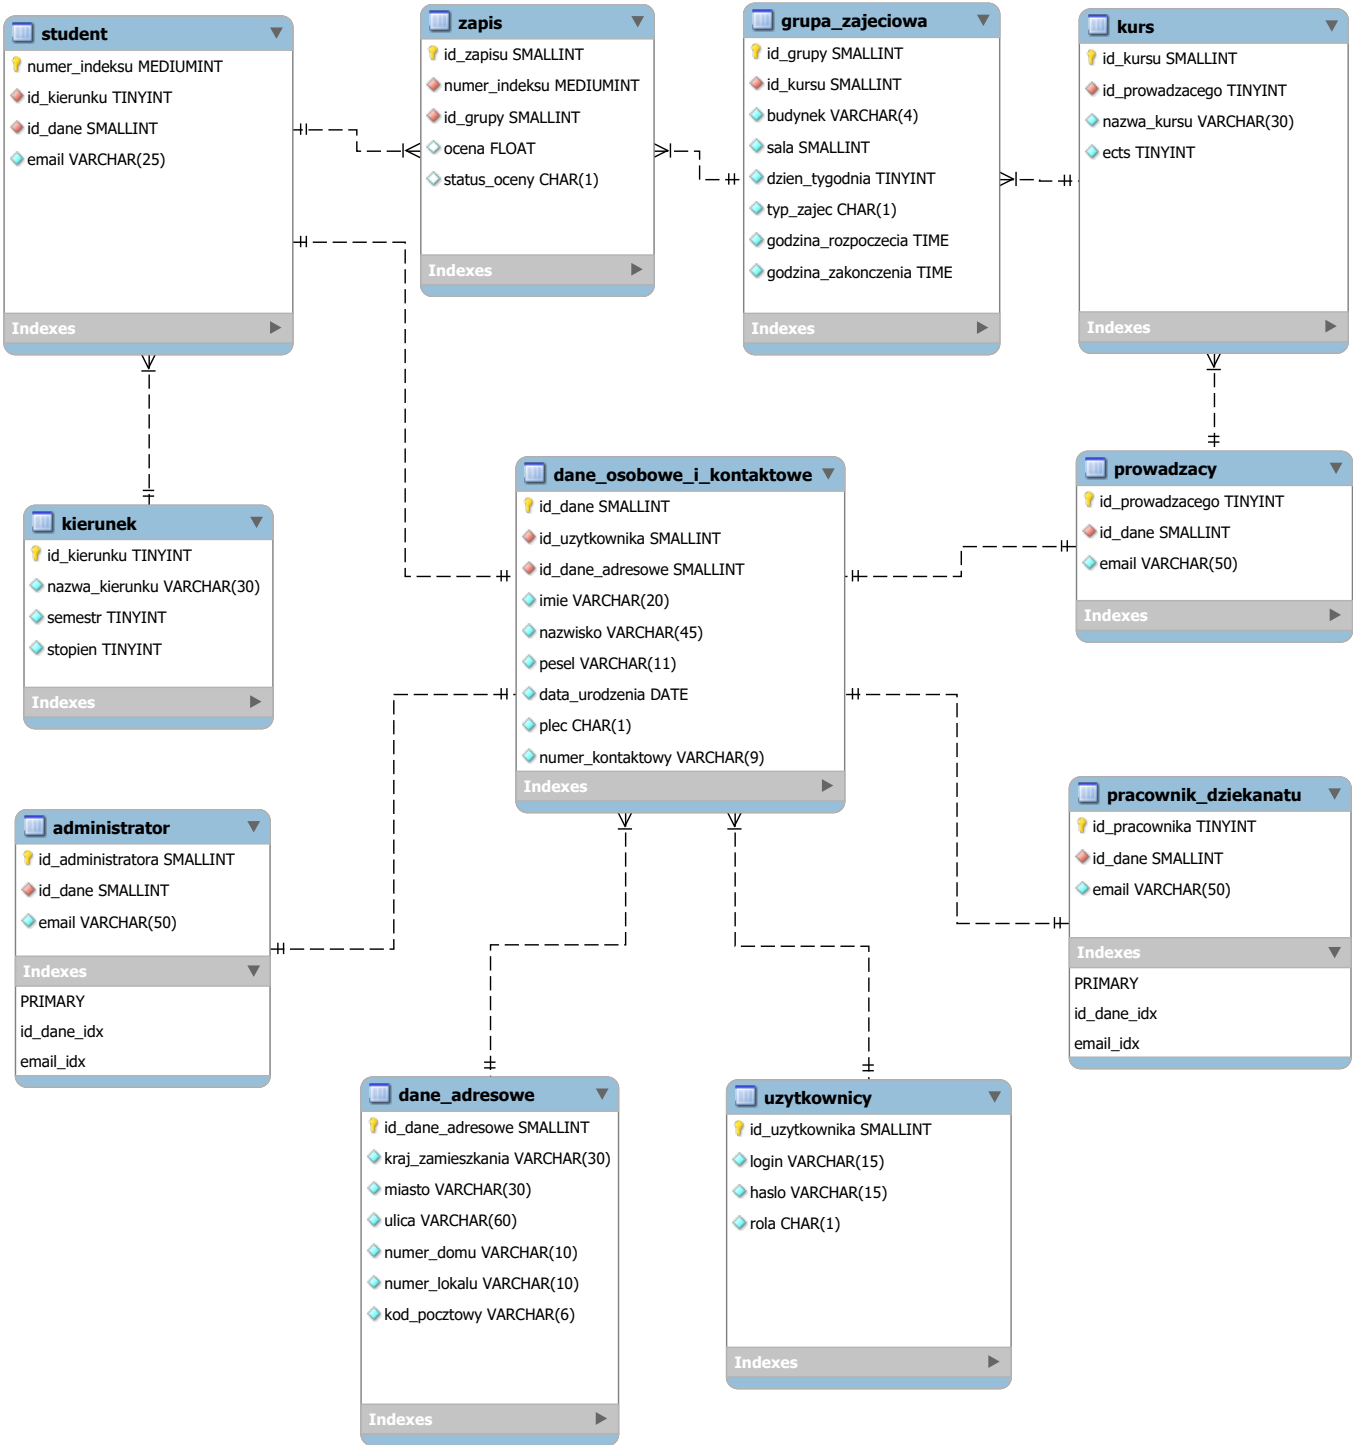 student
numer_indeksu MEDIUMINT
id_kierunku TINYINT
id_dane SMALLINT
email VARCHAR(25)
Indexes
zapis
id_zapisu SMALLINT
numer_indeksu MEDIUMINT
id_grupy SMALLINT
ocena FLOAT
status_oceny CHAR(1)
Indexes
grupa_zajeciowa
id_grupy SMALLINT
id_kursu SMALLINT
budynek VARCHAR(4)
sala SMALLINT
dzien_tygodnia TINYINT
typ_zajec CHAR(1)
godzina_rozpoczecia TIME
godzina_zakonczenia TIME
Indexes
kurs
id_kursu SMALLINT
id_prowadzacego TINYINT
nazwa_kursu VARCHAR(30)
ects TINYINT
Indexes
kierunek
id_kierunku TINYINT
nazwa_kierunku VARCHAR(30)
semestr TINYINT
stopien TINYINT
Indexes
dane_osobowe_i_kontaktowe
id_dane SMALLINT
id_uzytkownika SMALLINT
id_dane_adresowe SMALLINT
imie VARCHAR(20)
nazwisko VARCHAR(45)
pesel VARCHAR(11)
data_urodzenia DATE
plec CHAR(1)
numer_kontaktowy VARCHAR(9)
Indexes
prowadzacy
id_prowadzacego TINYINT
id_dane SMALLINT
email VARCHAR(50)
Indexes
administrator
id_administratora SMALLINT
id_dane SMALLINT
email VARCHAR(50)
Indexes
PRIMARY
id_dane_idx
email_idx
pracownik_dziekanatu
id_pracownika TINYINT
id_dane SMALLINT
email VARCHAR(50)
Indexes
PRIMARY
id_dane_idx
email_idx
dane_adresowe
id_dane_adresowe SMALLINT
kraj_zamieszkania VARCHAR(30)
miasto VARCHAR(30)
ulica VARCHAR(60)
numer_domu VARCHAR(10)
numer_lokalu VARCHAR(10)
kod_pocztowy VARCHAR(6)
Indexes
uzytkownicy
id_uzytkownika SMALLINT
login VARCHAR(15)
haslo VARCHAR(15)
rola CHAR(1)
Indexes